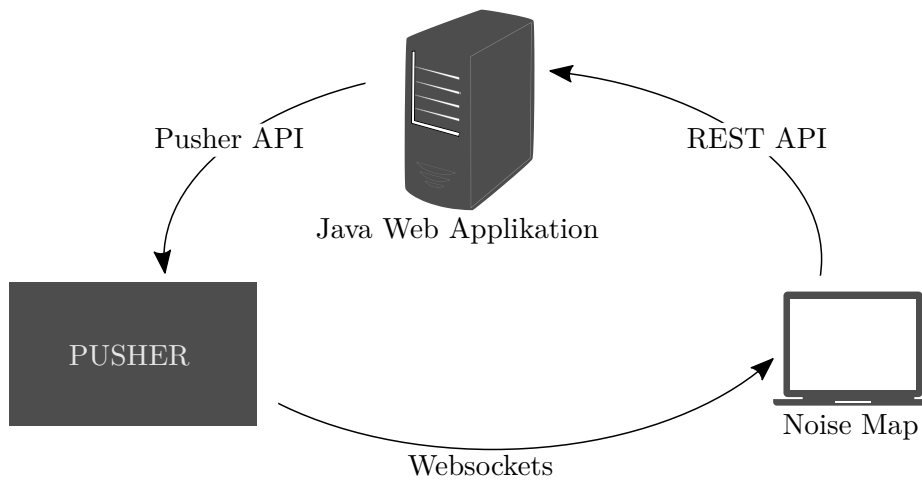 Pusher API
REST API
Java Web Applikation
PUSHER
Noise Map
Websockets